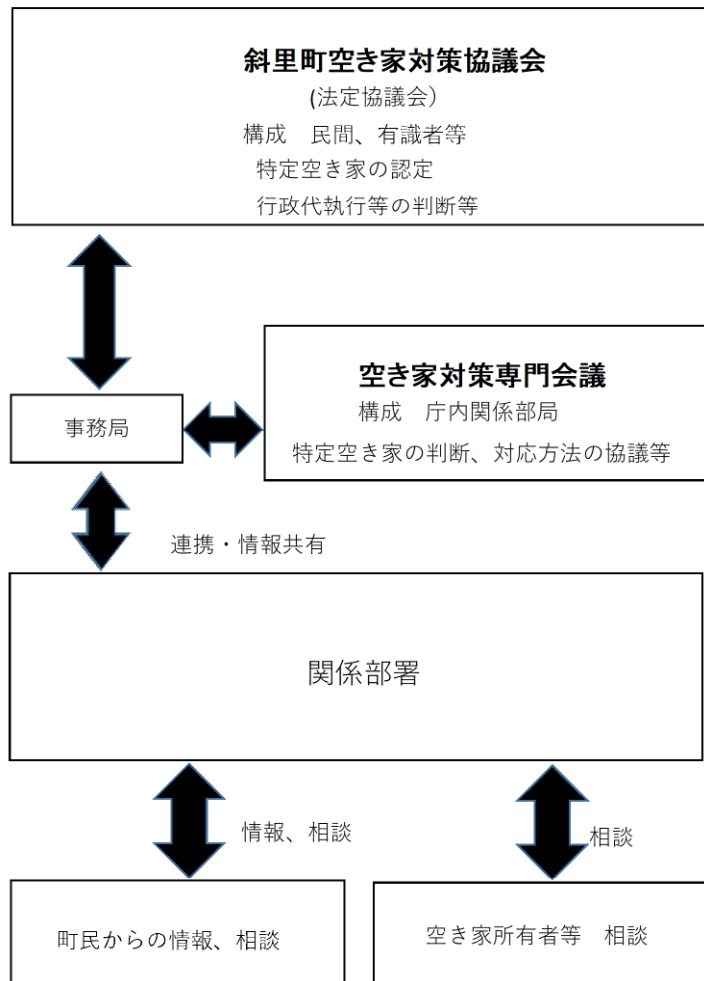 斜里町空き家対策協議会
(法定協議会）
構成　民間、有識者等
特定空き家の認定
行政代執行等の判断等
空き家対策専門会議
構成　庁内関係部局
特定空き家の判断、対応方法の協議等
事務局
連携・情報共有
関係部署
情報、相談
相談
町民からの情報、相談
空き家所有者等　相談